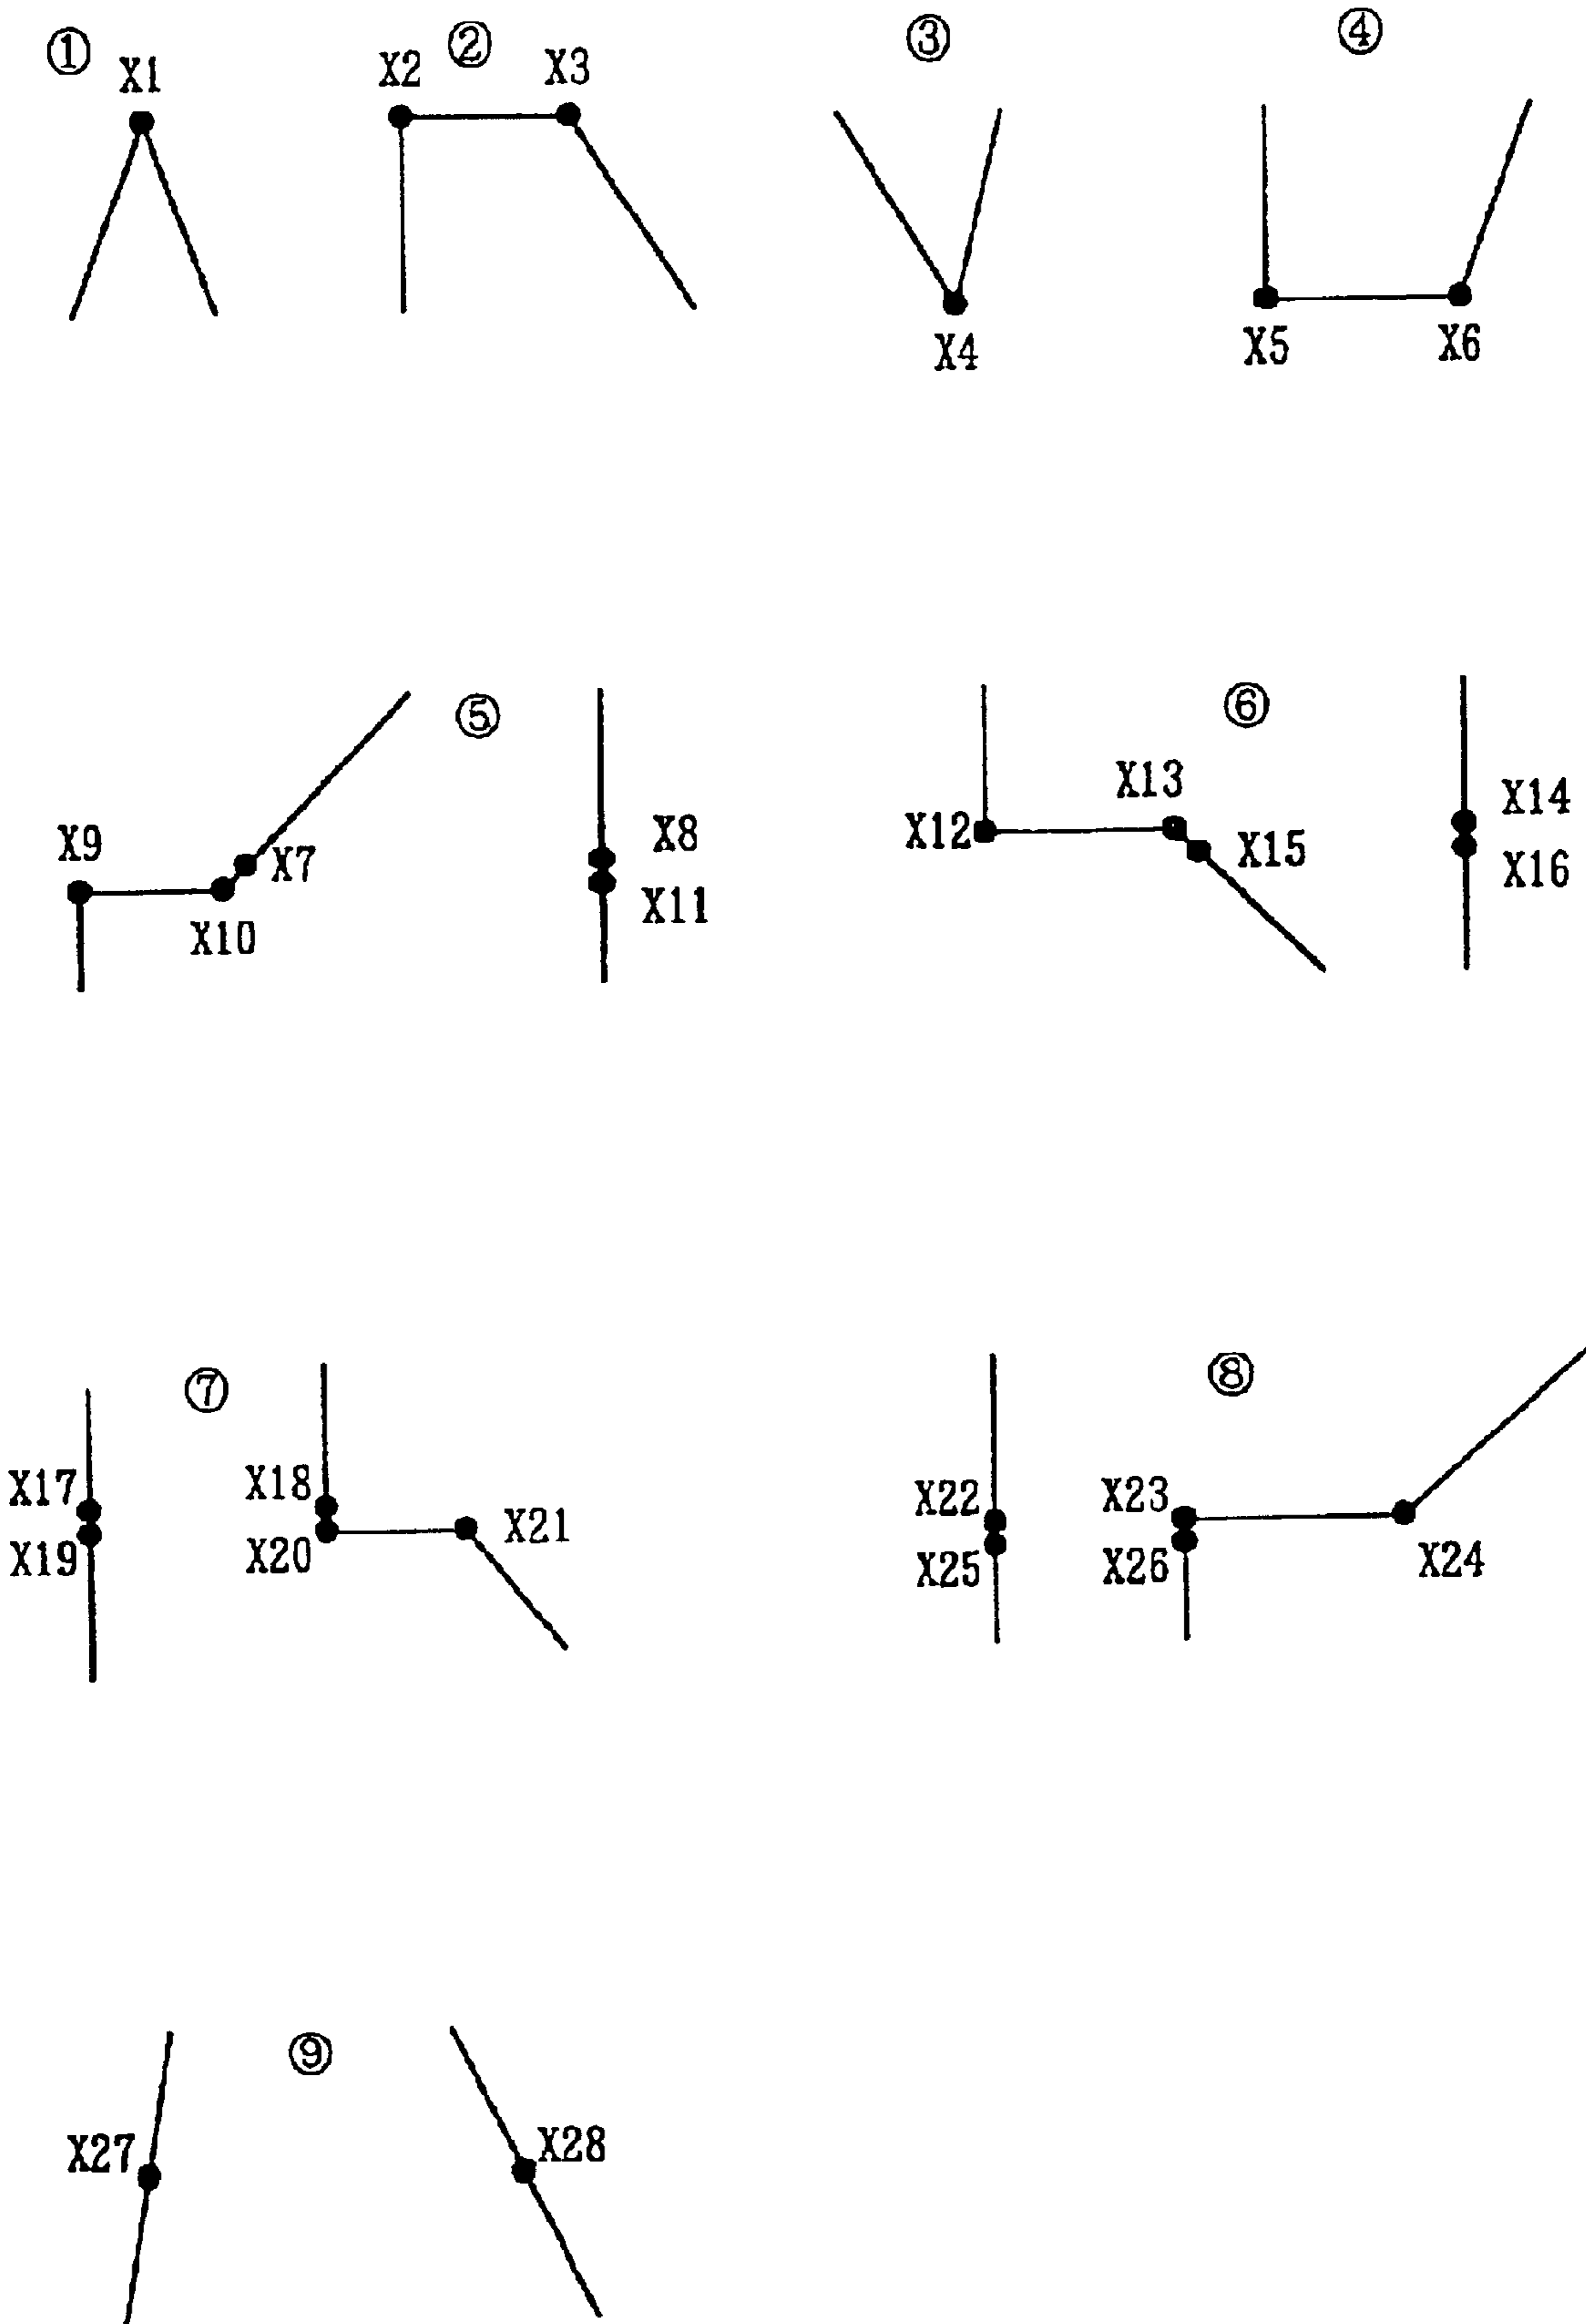 ① X1 ② X2 X3 ③ ④
X4 X5 X6
⑤ ⑥
X9 X7 X8 X12 X13 X15 X14
X10 X11 X16
⑦ ⑧
X17 X18 X21 X22 X23
X19 X20 X25 X26 X24
⑨
X27 X28